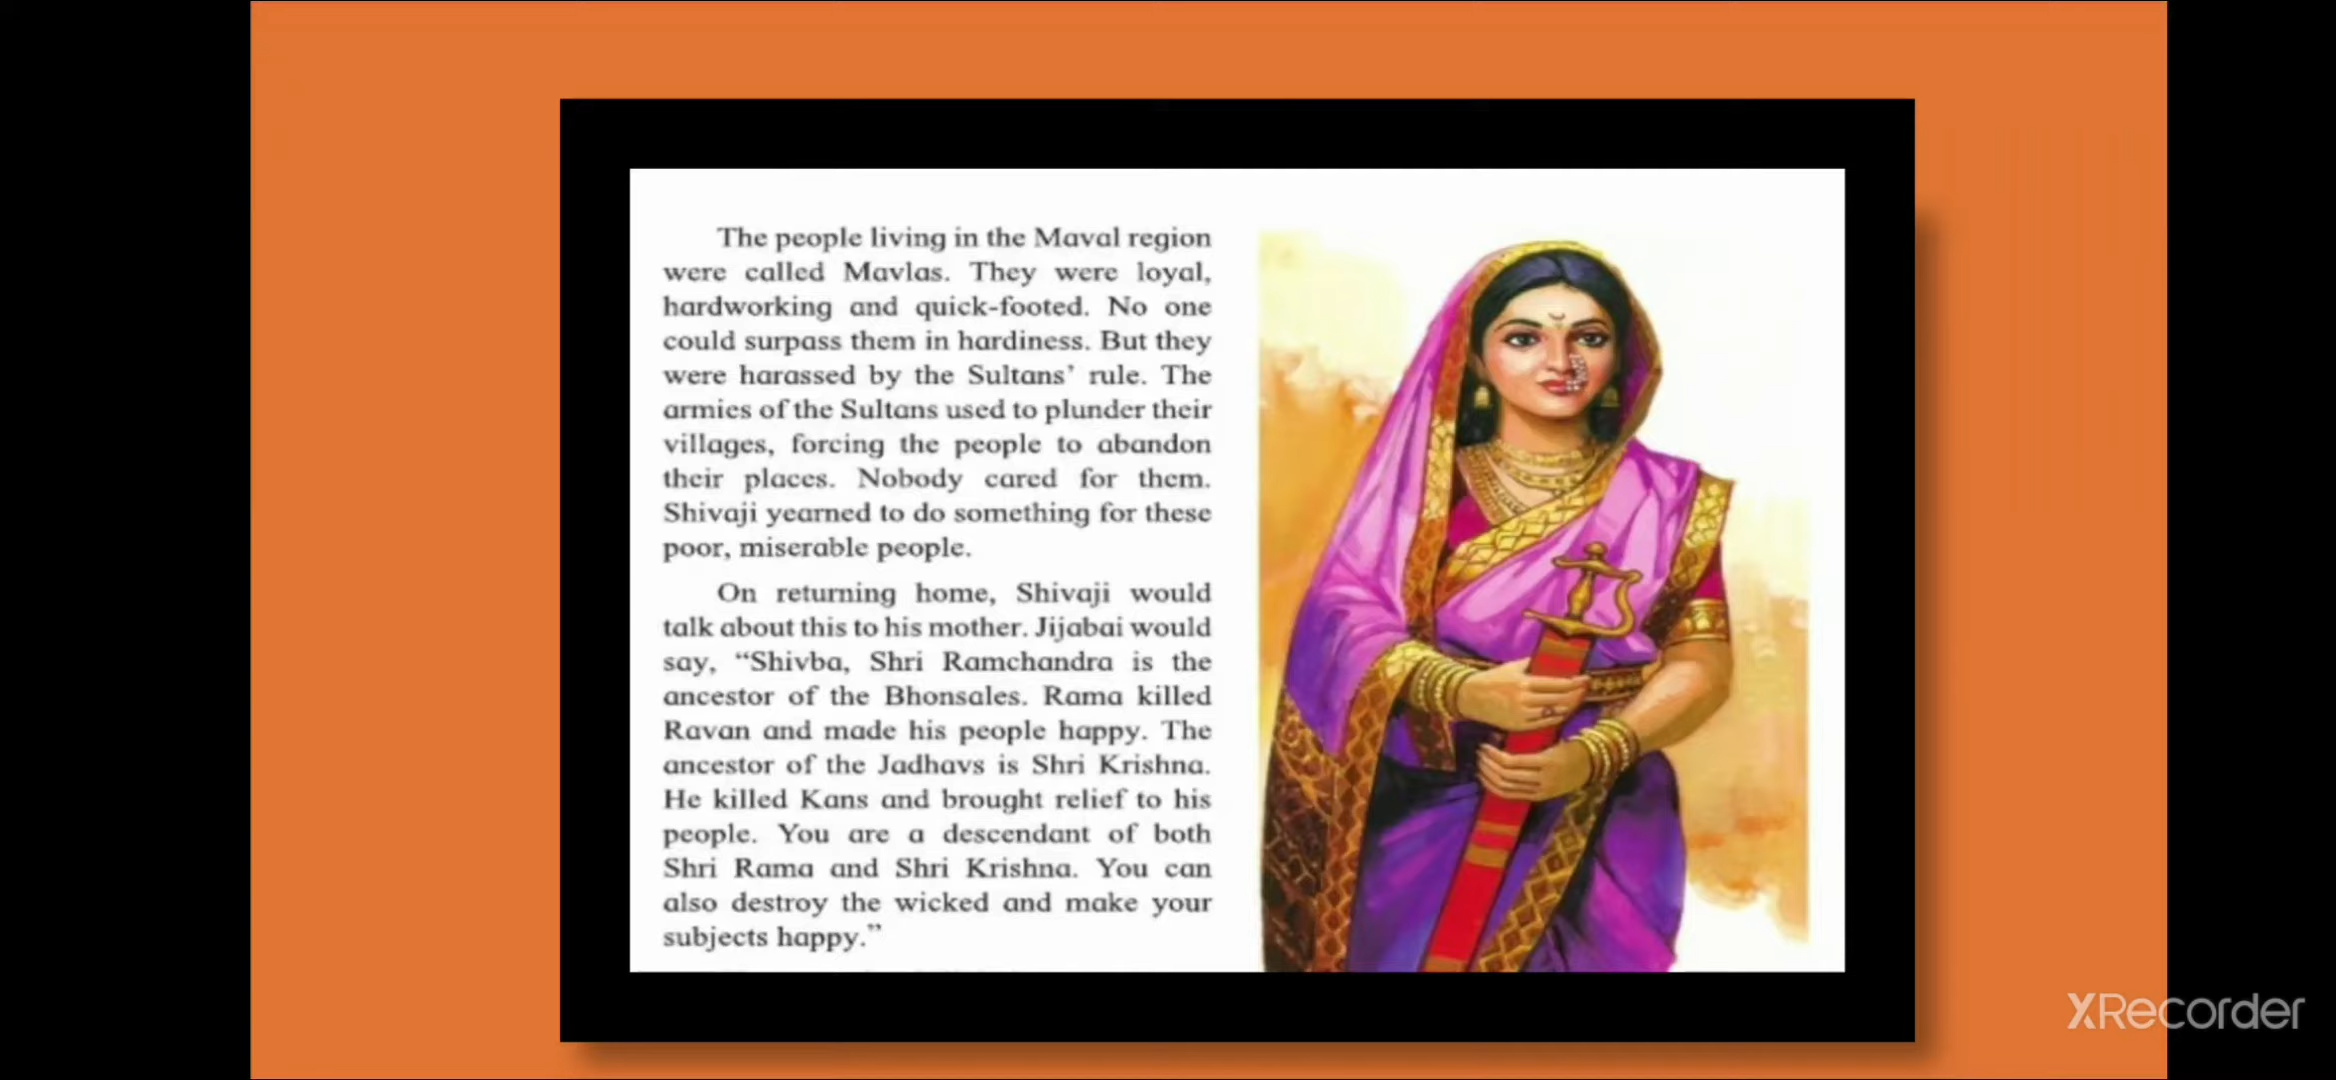 The people living in the Maval region
were called Mavlas. They were loyal,
hardworking and quick-footed. No one
could surpass them in hardiness. But they
were harassed by the Sultans' rule. The
armies of the Sultans used to plunder their
villages, forcing the people to abandon
their places. Nobody cared for them.
Shivaji yearned to do something for these
poor, miserable people.
On returning home, Shivaji would
talk about this to his mother. Jijabai would
say, “Shivba, Shri Ramchandra is the
ancestor of the Bhonsales. Rama killed
Ravan and made his people happy. The
ancestor of the Jadhavs is Shri Krishna.
He killed Kans and brought relief to his
people. You are a descendant of both
Shri Rama and Shri Krishna. You can
also destroy the wicked and make your
subjects happy.”
XRecorder